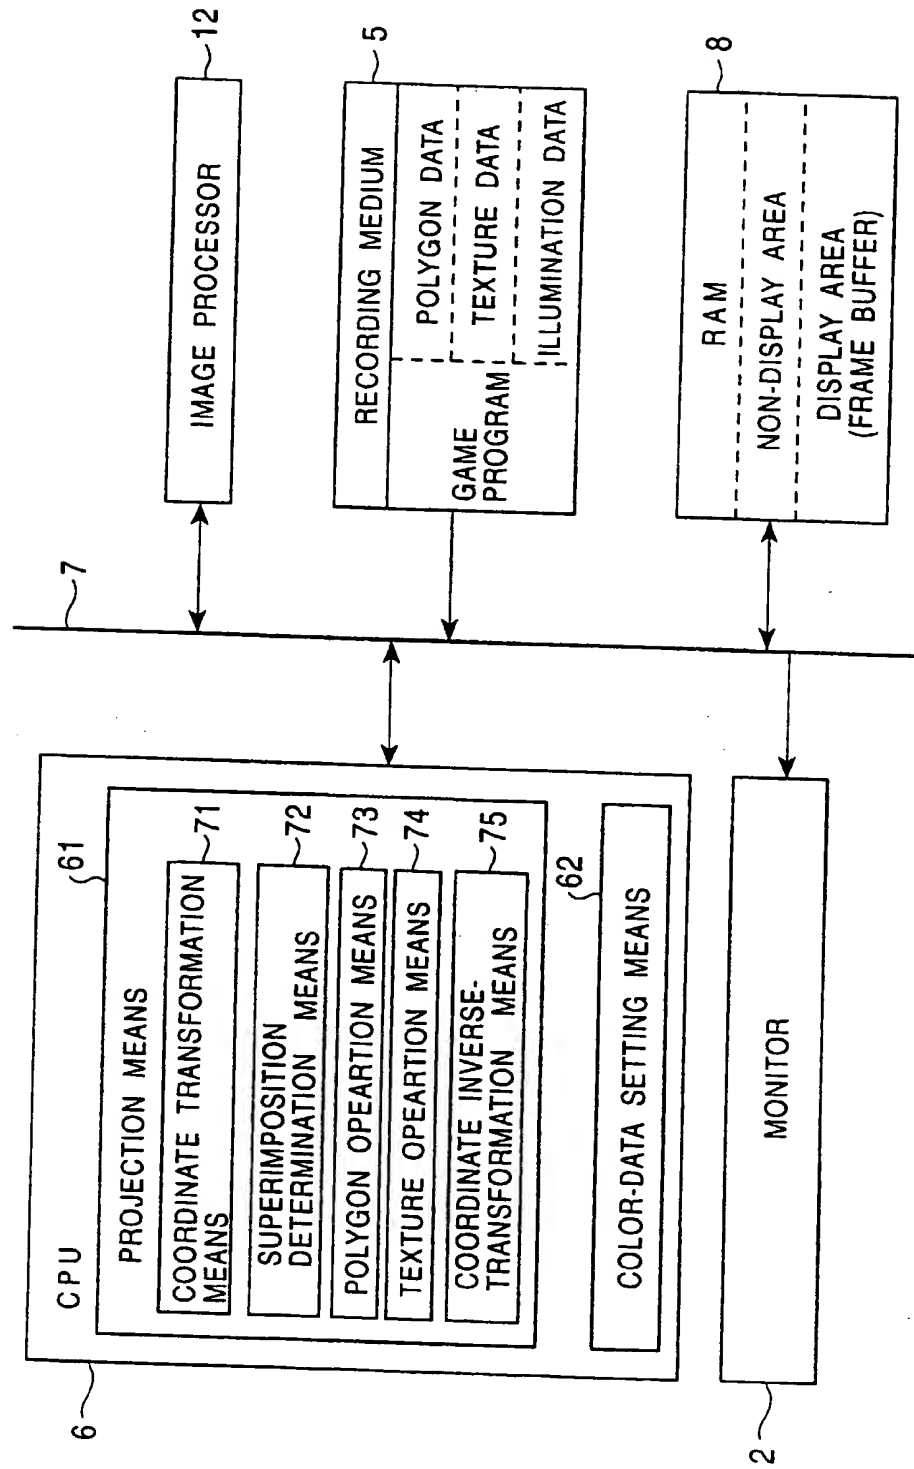 6
CPU
61
PROJECTION MEANS
COORDINATE TRANSFORMATION
MEANS
71
SUPERIMPOSITION
DETERMINATION MEANS
72
POLYGON OPEARTION MEANS
73
TEXTURE OPEARTION MEANS
74
COORDINATE INVERSE-
TRANSFORMATION MEANS
75
62
COLOR-DATA SETTING MEANS
2
MONITOR
7
12
IMAGE PROCESSOR
5
RECORDING MEDIUM
GAME
PROGRAM
POLYGON DATA
TEXTURE DATA
ILLUMINATION DATA
8
RAM
NON-DISPLAY AREA
DISPLAY AREA
(FRAME BUFFER)